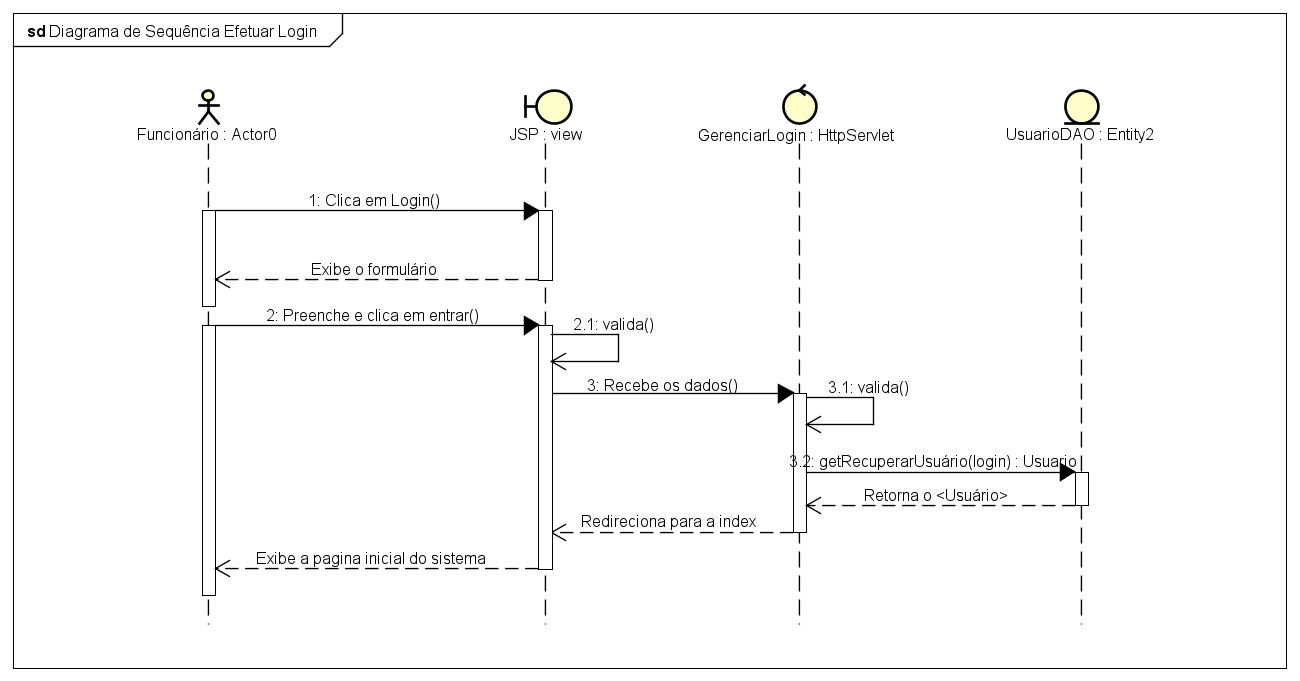 sd Diagrama de Sequência Efetuar Login
Funcionário : Actor0
JSP : view
GerenciarLogin : HttpServlet
UsuarioDAO : Entity2
1: Clica em Login()
Exibe o formulário
2: Preenche e clica em entrar()
2.1: valida()
3: Recebe os dados()
3.1: valida()
3.2: getRecuperarUsuário(login) : Usuario
Retorna o <Usuário>
Redireciona para a index
Exibe a pagina inicial do sistema